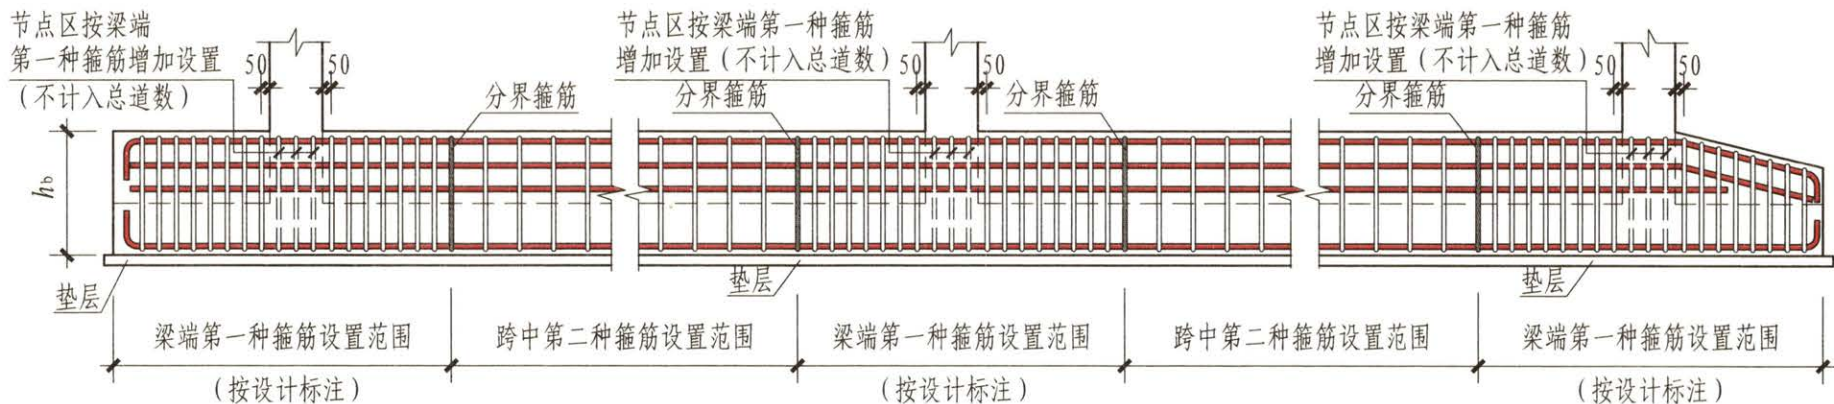 节点区按梁端
第一种箍筋增加设置
（不计入总道数）
50
50
分界箍筋
节点区按梁端第一种箍筋
增加设置（不计入总道数）
50
50
分界箍筋
分界箍筋
节点区按梁端第一种箍筋
增加设置（不计入总道数）
50
50
分界箍筋
hb
垫层
垫层
垫层
梁端第一种箍筋设置范围
（按设计标注）
跨中第二种箍筋设置范围
梁端第一种箍筋设置范围
（按设计标注）
跨中第二种箍筋设置范围
梁端第一种箍筋设置范围
（按设计标注）